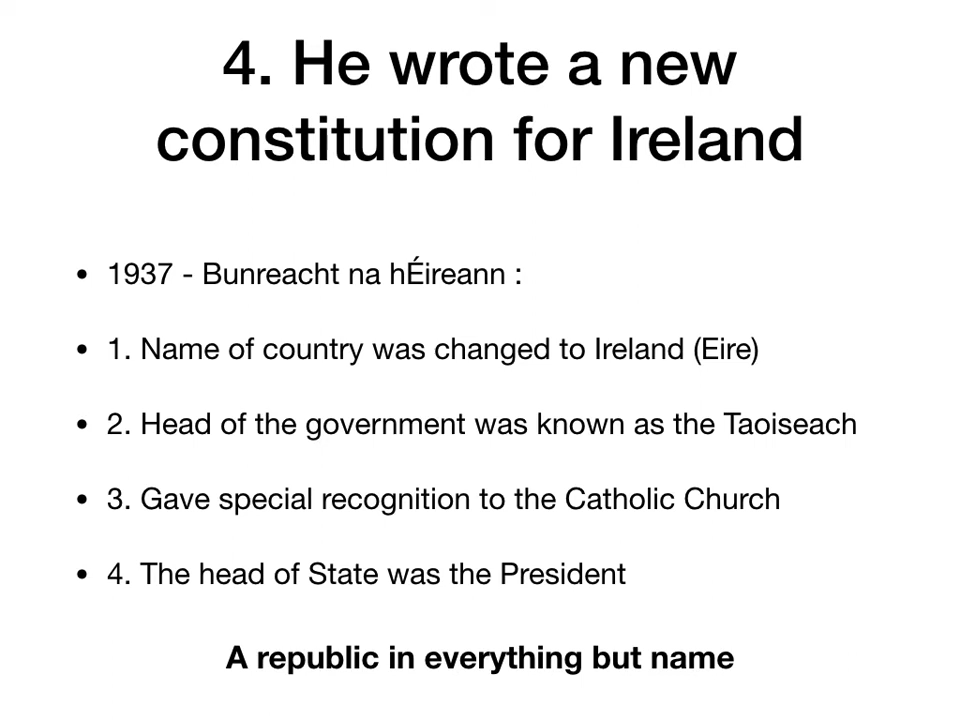 4. He wrote a new
constitution for Ireland
• 1937 - Bunreacht na hÉireann :
• 1. Name of country was changed to Ireland (Eire)
• 2. Head of the government was known as the Taoiseach
• 3. Gave special recognition to the Catholic Church
• 4. The head of State was the President
A republic in everything but name